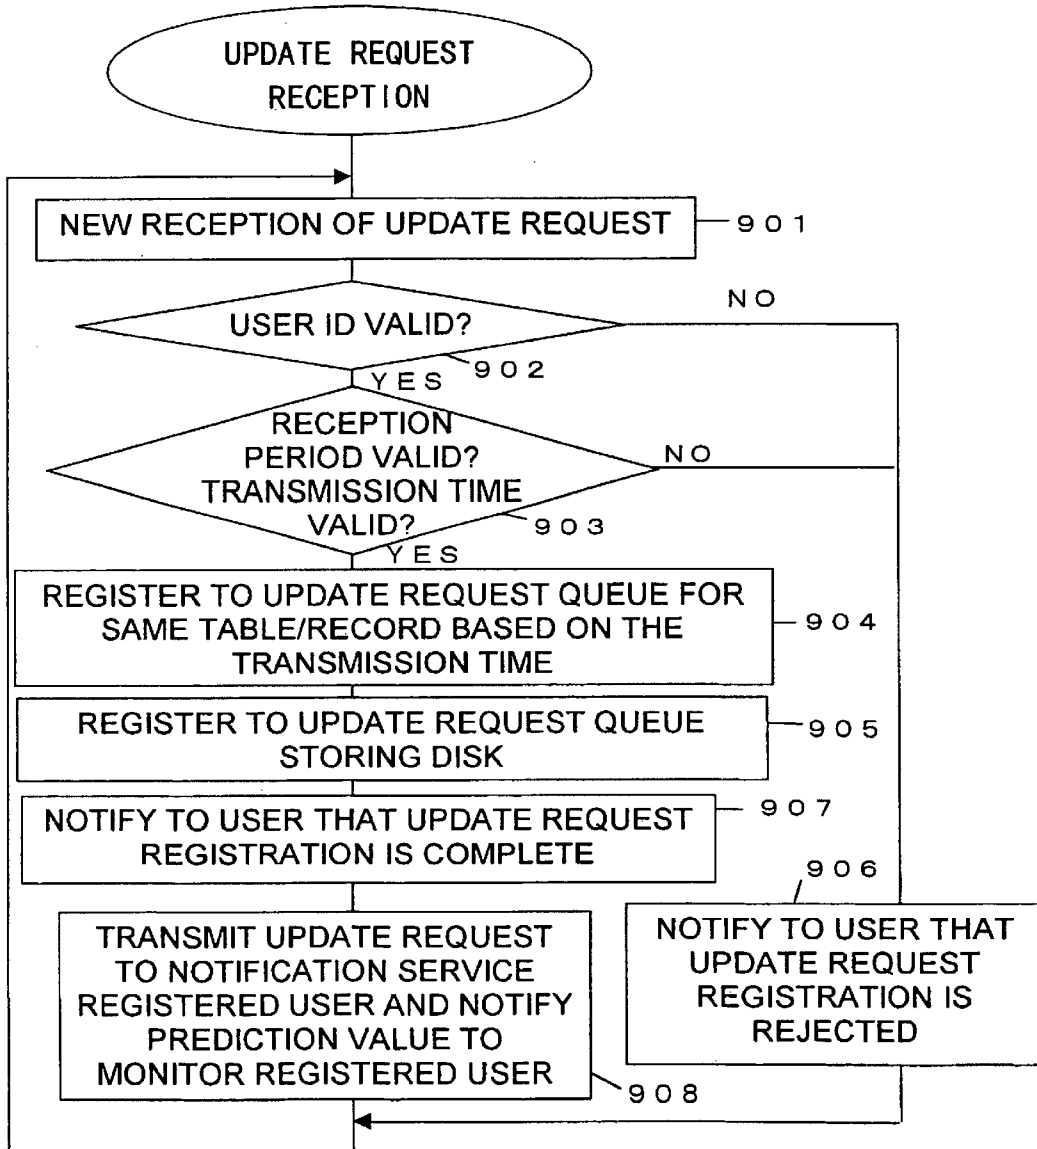 UPDATE REQUEST
RECEPTION
NEW RECEPTION OF UPDATE REQUEST
901
USER ID VALID?
NO
902
YES
RECEPTION
PERIOD VALID?
TRANSMISSION TIME
VALID?
NO
903
YES
REGISTER TO UPDATE REQUEST QUEUE FOR
SAME TABLE/RECORD BASED ON THE
TRANSMISSION TIME
904
REGISTER TO UPDATE REQUEST QUEUE
STORING DISK
905
NOTIFY TO USER THAT UPDATE REQUEST
REGISTRATION IS COMPLETE
907
906
NOTIFY TO USER THAT
UPDATE REQUEST
REGISTRATION IS
REJECTED
TRANSMIT UPDATE REQUEST
TO NOTIFICATION SERVICE
REGISTERED USER AND NOTIFY
PREDICTION VALUE TO
MONITOR REGISTERED USER
908